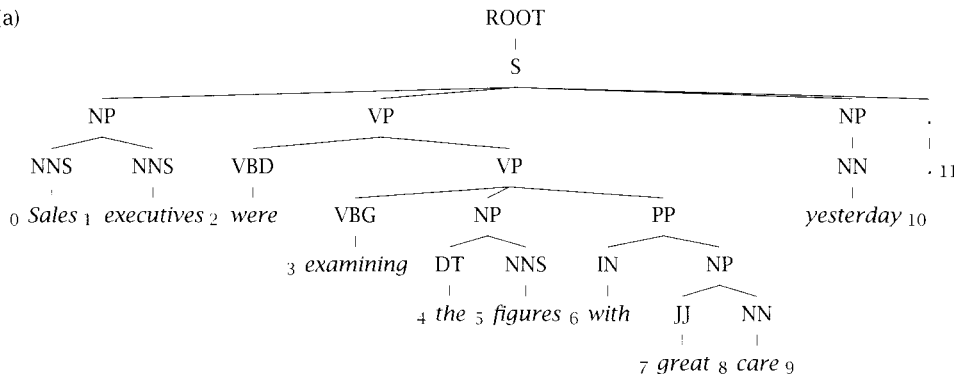 (a) ROOT
S
NP VP NP .
NNS NNS VBD VP NN . 11
0 Sales 1 executives 2 were VBG NP PP yesterday 10
3 examining DT NNS IN NP
4 the 5 figures 6 with JJ NN
7 great 8 care 9